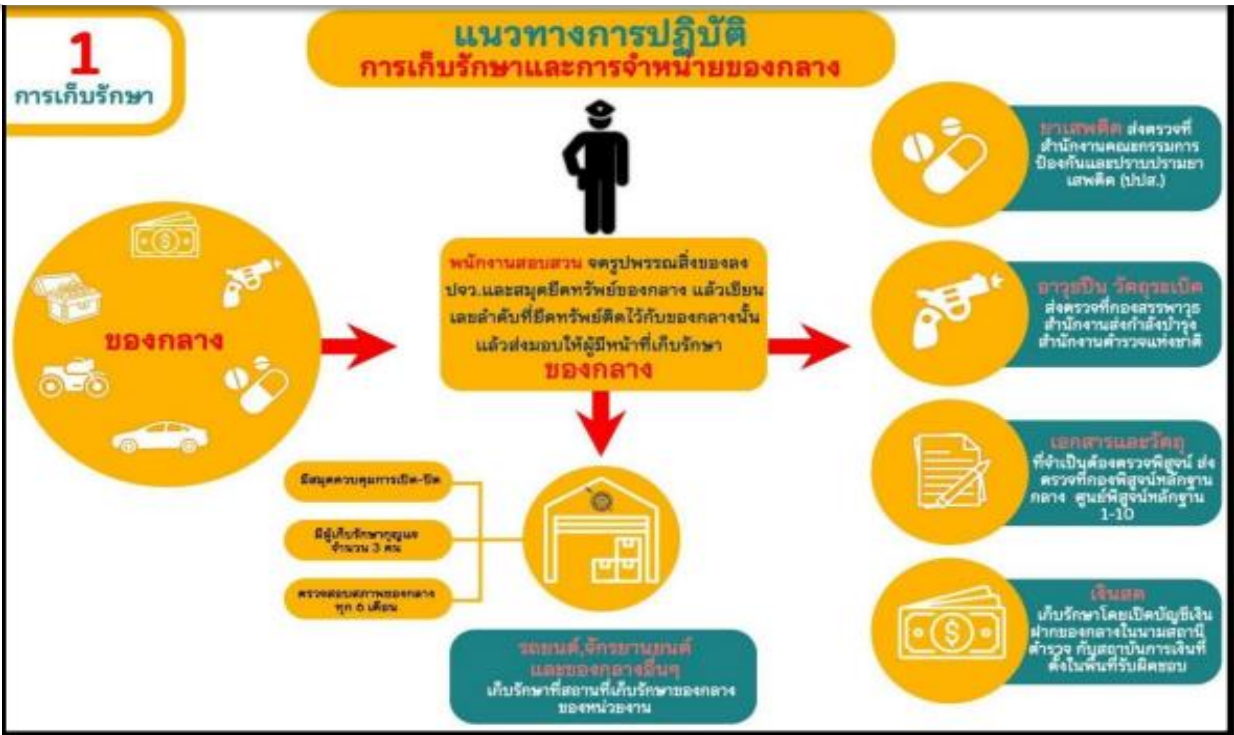 1
การเก็บรักษา
แนวทางการปฏิบัติ
การเก็บรักษาและการจำหน่ายของกลาง
ของกลาง
พนักงานสอบสวน จดรูปพรรณสิ่งของลง
ปจว.และสมุดยึดทรัพย์ของกลาง แล้วเขียน
เลขลำดับที่ยึดทรัพย์ติดไว้กับของกลางนั้น
แล้วส่งมอบให้ผู้มีหน้าที่เก็บรักษา
ของกลาง
มีสมุดควบคุมการเปิด-ปิด
มีผู้เก็บรักษากุญแจ
จำนวน 3 คน
ตรวจสอบสภาพของกลาง
ทุก 6 เดือน
รถยนต์,จักรยานยนต์
และของกลางอื่นๆ
เก็บรักษาที่สถานที่เก็บรักษาของกลาง
ของหน่วยงาน
ยาเสพติด ส่งตรวจที่
สำนักงานคณะกรรมการ
ป้องกันและปราบปรามยา
เสพติด (ปปส.)
อาวุธปืน วัตถุระเบิด
ส่งตรวจที่กองสรรพาวุธ
สำนักงานส่งกำลังบำรุง
สำนักงานตำรวจแห่งชาติ
เอกสารและวัตถุ
ที่จำเป็นต้องตรวจพิสูจน์ ส่ง
ตรวจที่กองพิสูจน์หลักฐาน
กลาง ศูนย์พิสูจน์หลักฐาน
1-10
เงินสด
เก็บรักษาโดยเปิดบัญชีเงิน
ฝากของกลางในนามสถานี
ตำรวจ กับสถาบันการเงินที่
ตั้งในพื้นที่รับผิดชอบ